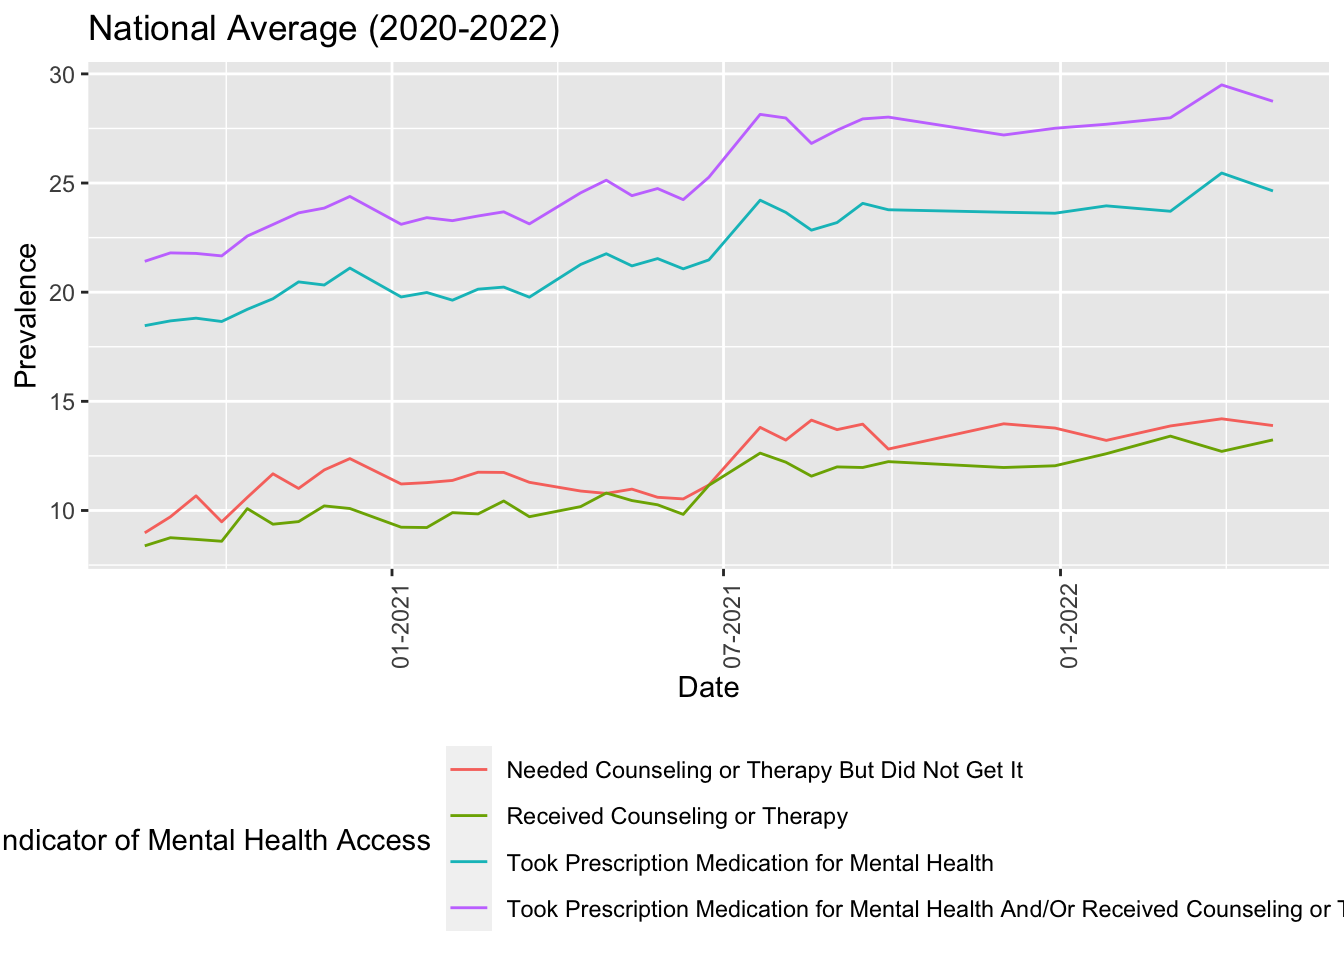 National Average (2020-2022)
30
25
20
15
10
Prevalence
01-2021
07-2021
01-2022
Date
ndicator of Mental Health Access
Needed Counseling or Therapy But Did Not Get It
Received Counseling or Therapy
Took Prescription Medication for Mental Health
Took Prescription Medication for Mental Health And/Or Received Counseling or T